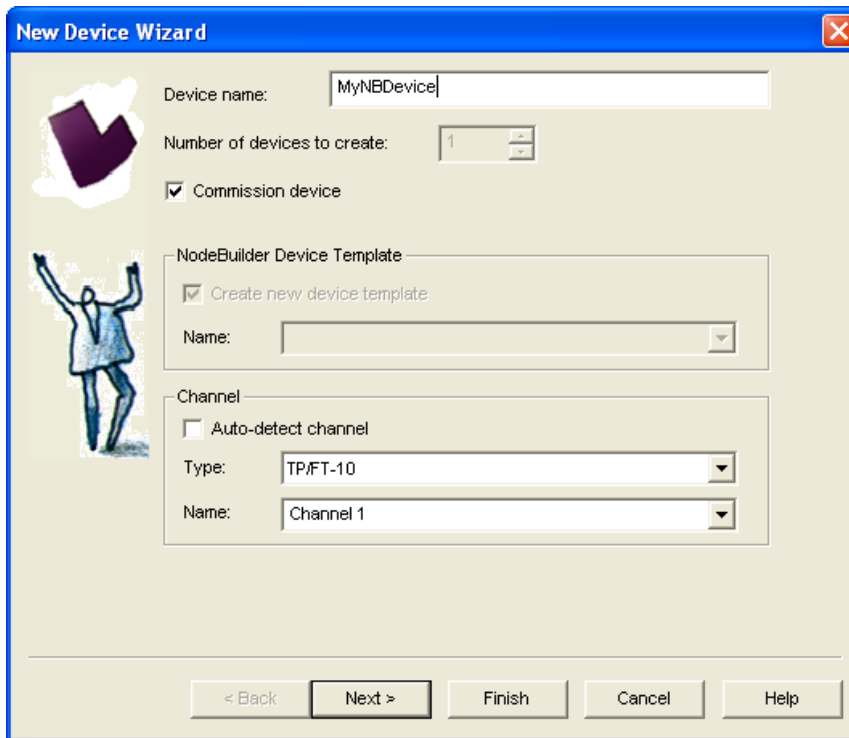 New Device Wizard
Device name: MyNBDevice
Number of devices to create: 1
Commission device
NodeBuilder Device Template
Create new device template
Name:
Channel
Auto-detect channel
Type: TP/FT-10
Name: Channel 1
< Back Next > Finish Cancel Help